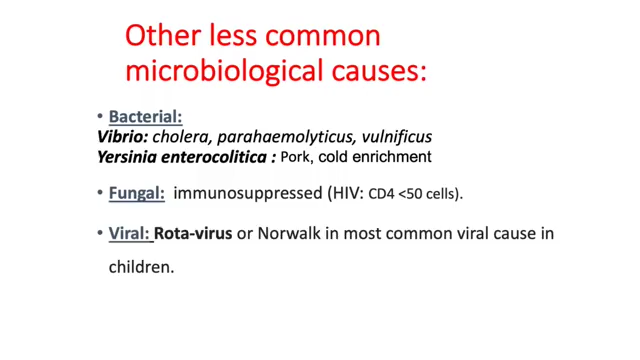 Other less common
microbiological causes:
• Bacterial:
Vibrio: cholera, parahaemolyticus, vulnificus
Yersinia enterocolitica : Pork, cold enrichment
• Fungal: immunosuppressed (HIV: CD4 <50 cells).
• Viral: Rota-virus or Norwalk in most common viral cause in
children.